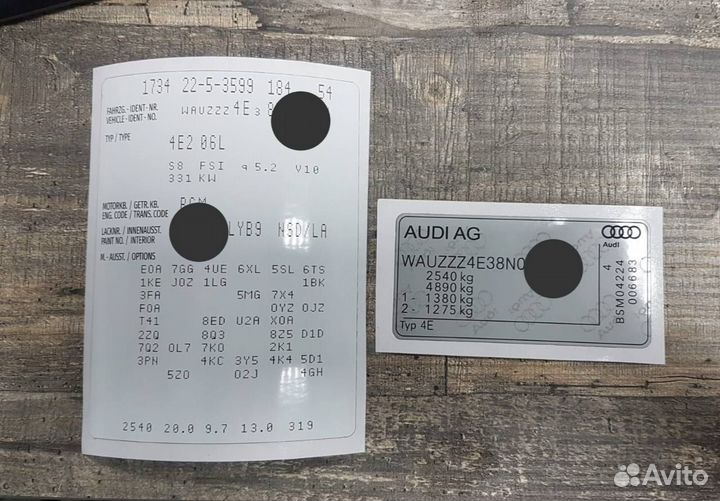 1734 22-5-3599 184 54
FAHRZG.-IDENT-NR.
VEHICLE-IDENT-NO.
WAUZZZ4E3 8
TYP / TYPE
4E2 06L
S8 FSI q 5.2 V10
331 KW
MOTORKB. / GETR.KB.
ENG. CODE / TRANS. CODE
LACKNR. / INNENAUSST.
PAINT NO. / INTERIOR
LYB9 N6D/LA
M.-AUSST. / OPTIONS
E0A 7GG 4UE 6XL 5SL 6TS
1KE J0Z 1LG 1BK
3FA 5MG 7X4
F0A 0YZ 0JZ
T41 8ED U2A X0A
2ZQ 8Q3 8Z5 D1D
7Q2 0L7 7K0 2K1
3PN 4KC 3Y5 4K4 5D1
5Z0 02J 4GH
2540 20.0 9.7 13.0 319
AUDI AG
Audi
WAUZZZ4E38N0
2540 kg
4890 kg
1- 1380 kg
2- 1275 kg
Typ 4E
4
BSM04224
006683
Avito